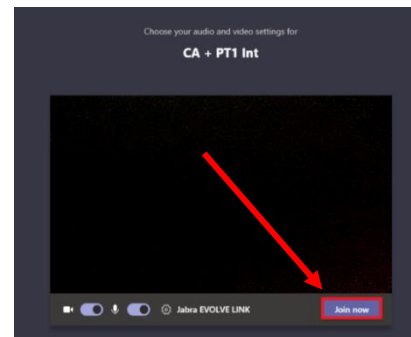 Choose your audio and video settings for
CA + PT1 Int
Jabra EVOLVE LINK
Join now